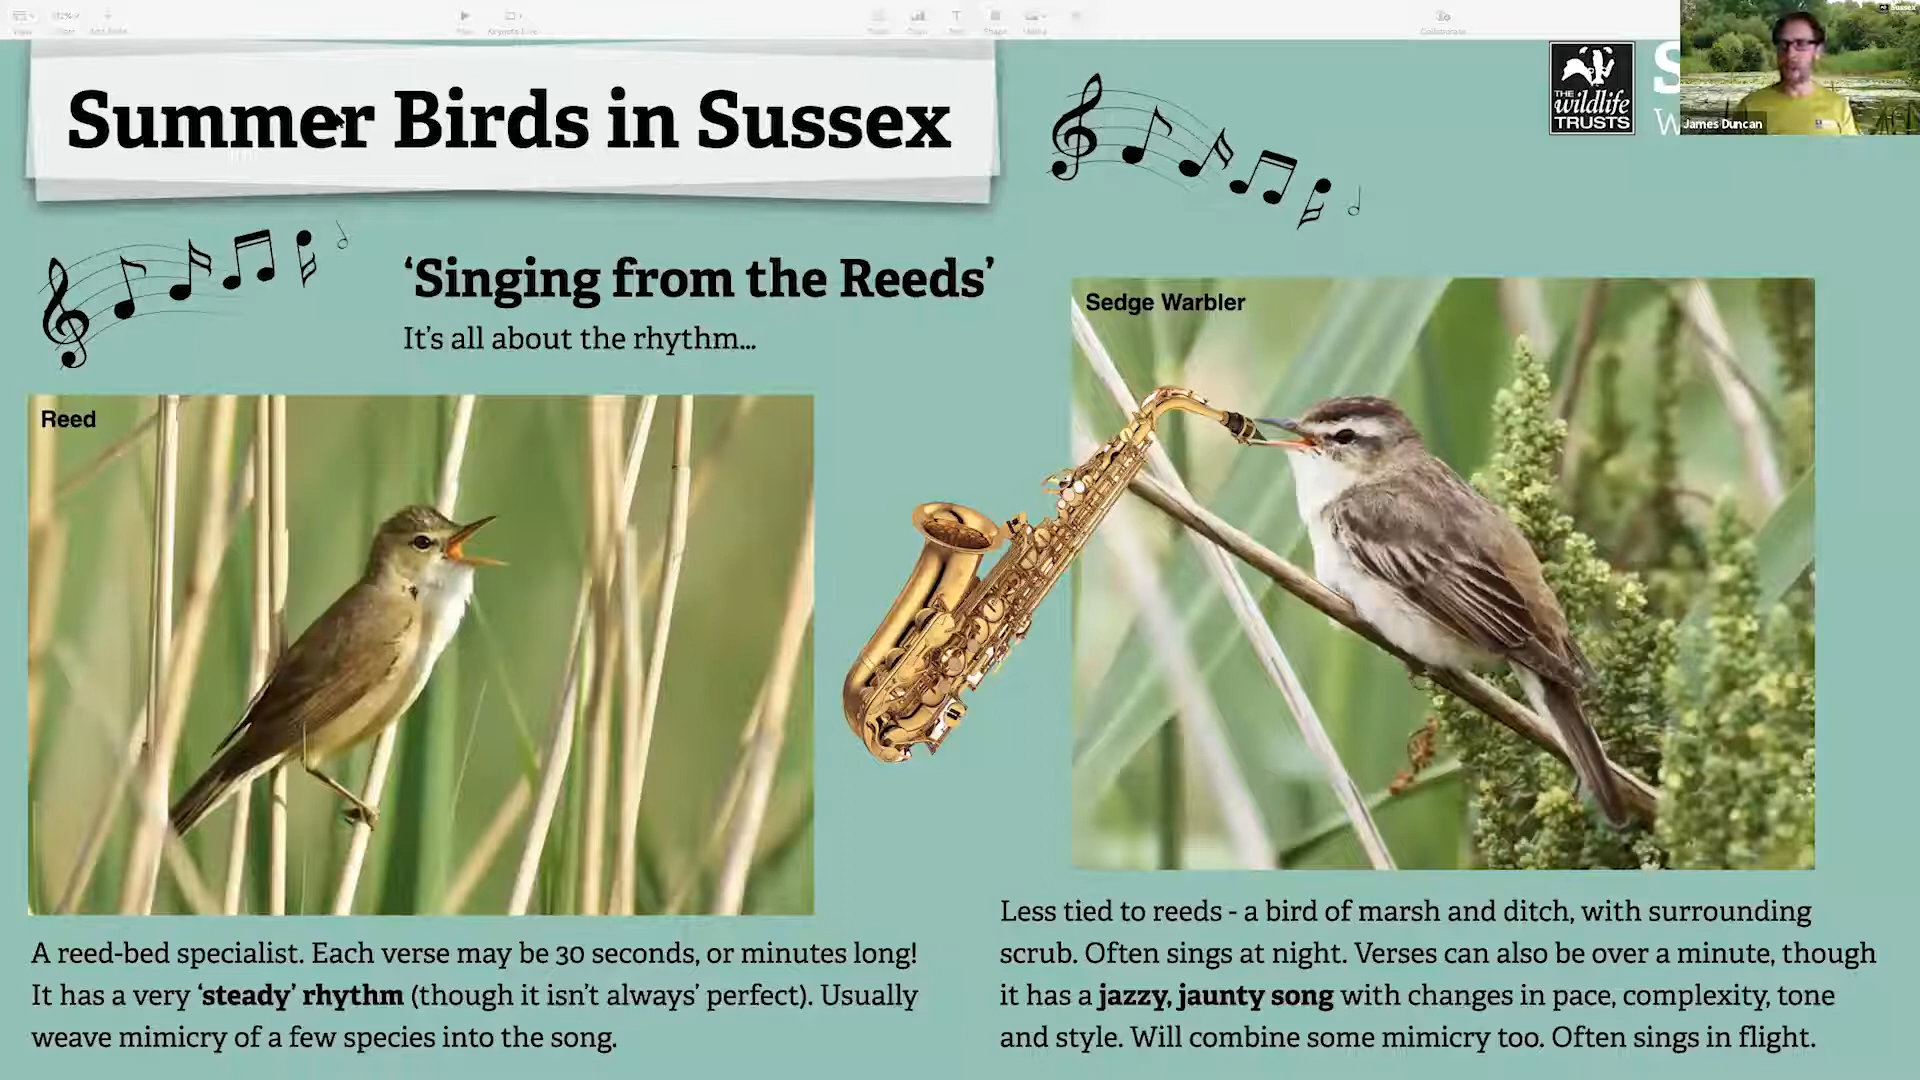 Summer Birds in Sussex
THE
wildlife
TRUSTS
James Duncan
'Singing from the Reeds'
It's all about the rhythm...
Sedge Warbler
Reed
A reed-bed specialist. Each verse may be 30 seconds, or minutes long!
It has a very 'steady' rhythm (though it isn't always' perfect). Usually
weave mimicry of a few species into the song.
Less tied to reeds - a bird of marsh and ditch, with surrounding
scrub. Often sings at night. Verses can also be over a minute, though
it has a jazzy, jaunty song with changes in pace, complexity, tone
and style. Will combine some mimicry too. Often sings in flight.